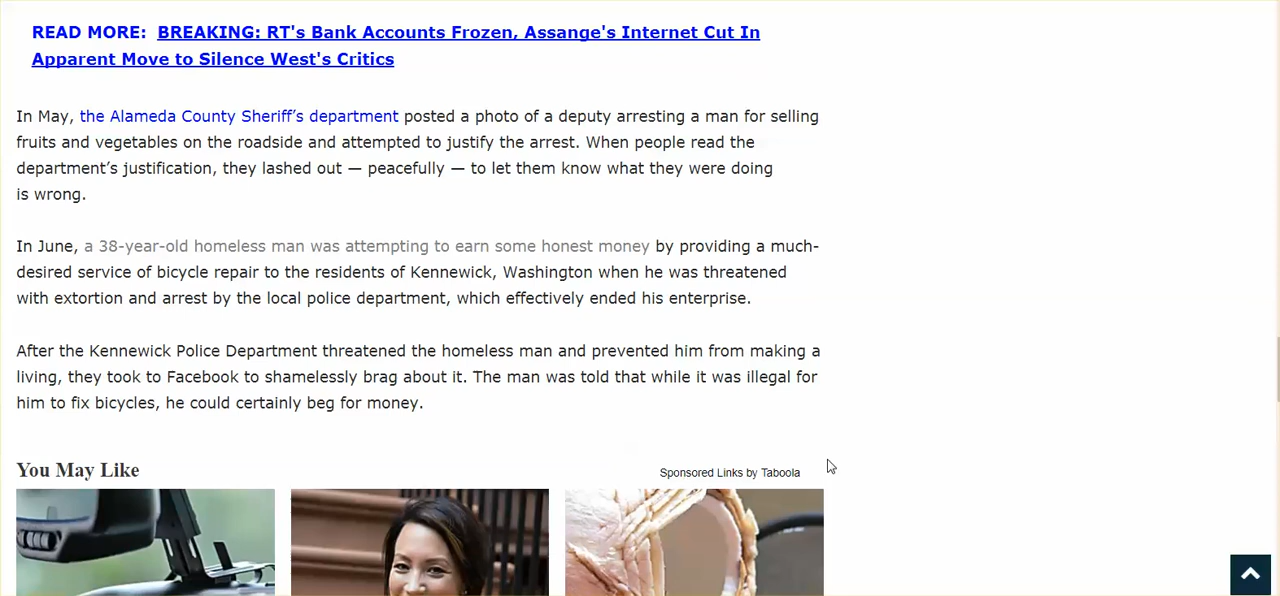 READ MORE: BREAKING: RT's Bank Accounts Frozen, Assange's Internet Cut In
Apparent Move to Silence West's Critics
In May, the Alameda County Sheriff’s department posted a photo of a deputy arresting a man for selling
fruits and vegetables on the roadside and attempted to justify the arrest. When people read the
department’s justification, they lashed out — peacefully — to let them know what they were doing
is wrong.
In June, a 38-year-old homeless man was attempting to earn some honest money by providing a much-
desired service of bicycle repair to the residents of Kennewick, Washington when he was threatened
with extortion and arrest by the local police department, which effectively ended his enterprise.
After the Kennewick Police Department threatened the homeless man and prevented him from making a
living, they took to Facebook to shamelessly brag about it. The man was told that while it was illegal for
him to fix bicycles, he could certainly beg for money.
You May Like
Sponsored Links by Taboola